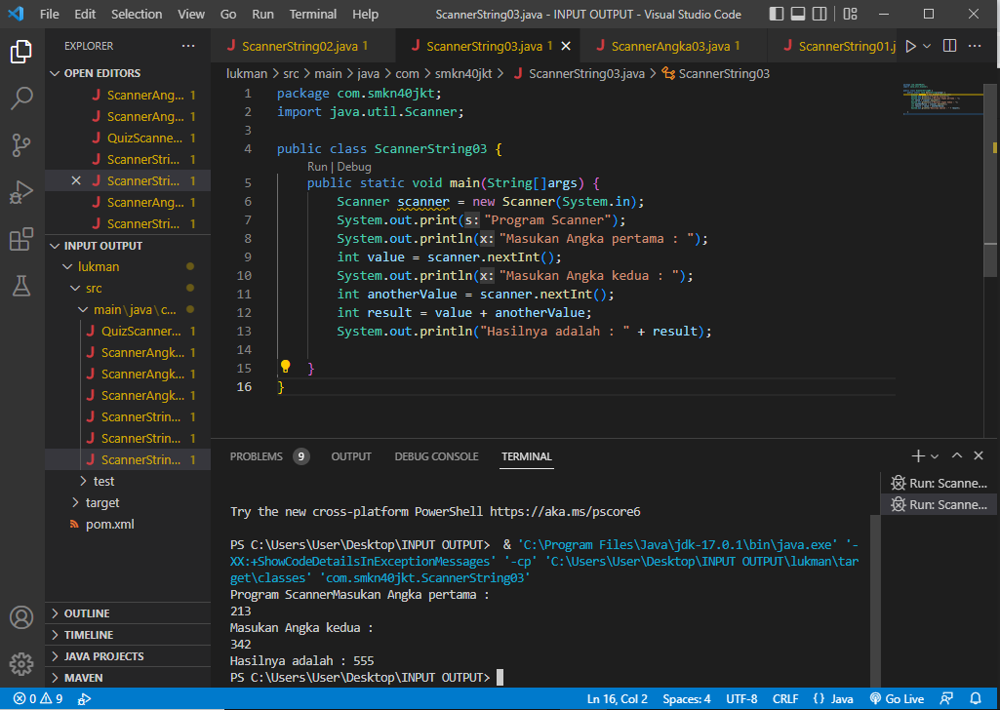 File Edit Selection View Go Run Terminal Help ScannerString03.java - INPUT OUTPUT - Visual Studio Code
EXPLORER
OPEN EDITORS
ScannerAng... 1
ScannerAng... 1
QuizScanne... 1
ScannerStri... 1
ScannerStri... 1
ScannerAng... 1
ScannerStri... 1
INPUT OUTPUT
lukman
src
main\java\c...
QuizScanner... 1
ScannerAngk... 1
ScannerAngk... 1
ScannerAngk... 1
ScannerStrin... 1
ScannerStrin... 1
ScannerStrin... 1
test
target
pom.xml
OUTLINE
TIMELINE
JAVA PROJECTS
MAVEN
ScannerString02.java 1 ScannerString03.java 1 ScannerAngka03.java 1 ScannerString01.j
lukman > src > main > java > com > smkn40jkt > ScannerString03.java > ScannerString03
1 package com.smkn40jkt;
2 import java.util.Scanner;
3
4 public class ScannerString03 {
Run | Debug
5 public static void main(String[]args) {
6 Scanner scanner = new Scanner(System.in);
7 System.out.print(s: "Program Scanner");
8 System.out.println(x: "Masukan Angka pertama : ");
9 int value = scanner.nextInt();
10 System.out.println(x: "Masukan Angka kedua : ");
11 int anotherValue = scanner.nextInt();
12 int result = value + anotherValue;
13 System.out.println("Hasilnya adalah : " + result);
14
15 }
16 }
PROBLEMS 9 OUTPUT DEBUG CONSOLE TERMINAL
Run: Scanne...
Run: Scanne...
Try the new cross-platform PowerShell https://aka.ms/pscore6
PS C:\Users\User\Desktop\INPUT OUTPUT> & 'C:\Program Files\Java\jdk-17.0.1\bin\java.exe' '-
XX:+ShowCodeDetailsInExceptionMessages' '-cp' 'C:\Users\User\Desktop\INPUT OUTPUT\lukman\tar
get\classes' 'com.smkn40jkt.ScannerString03'
Program ScannerMasukan Angka pertama :
213
Masukan Angka kedua :
342
Hasilnya adalah : 555
PS C:\Users\User\Desktop\INPUT OUTPUT>
0 9 Ln 16, Col 2 Spaces: 4 UTF-8 CRLF {} Java Go Live